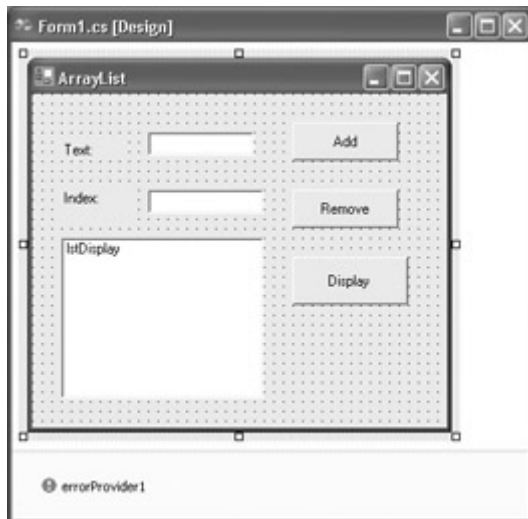 Form1.cs [Design]
ArrayList
Text:
Add
Index:
Remove
lstDisplay
Display
errorProvider1